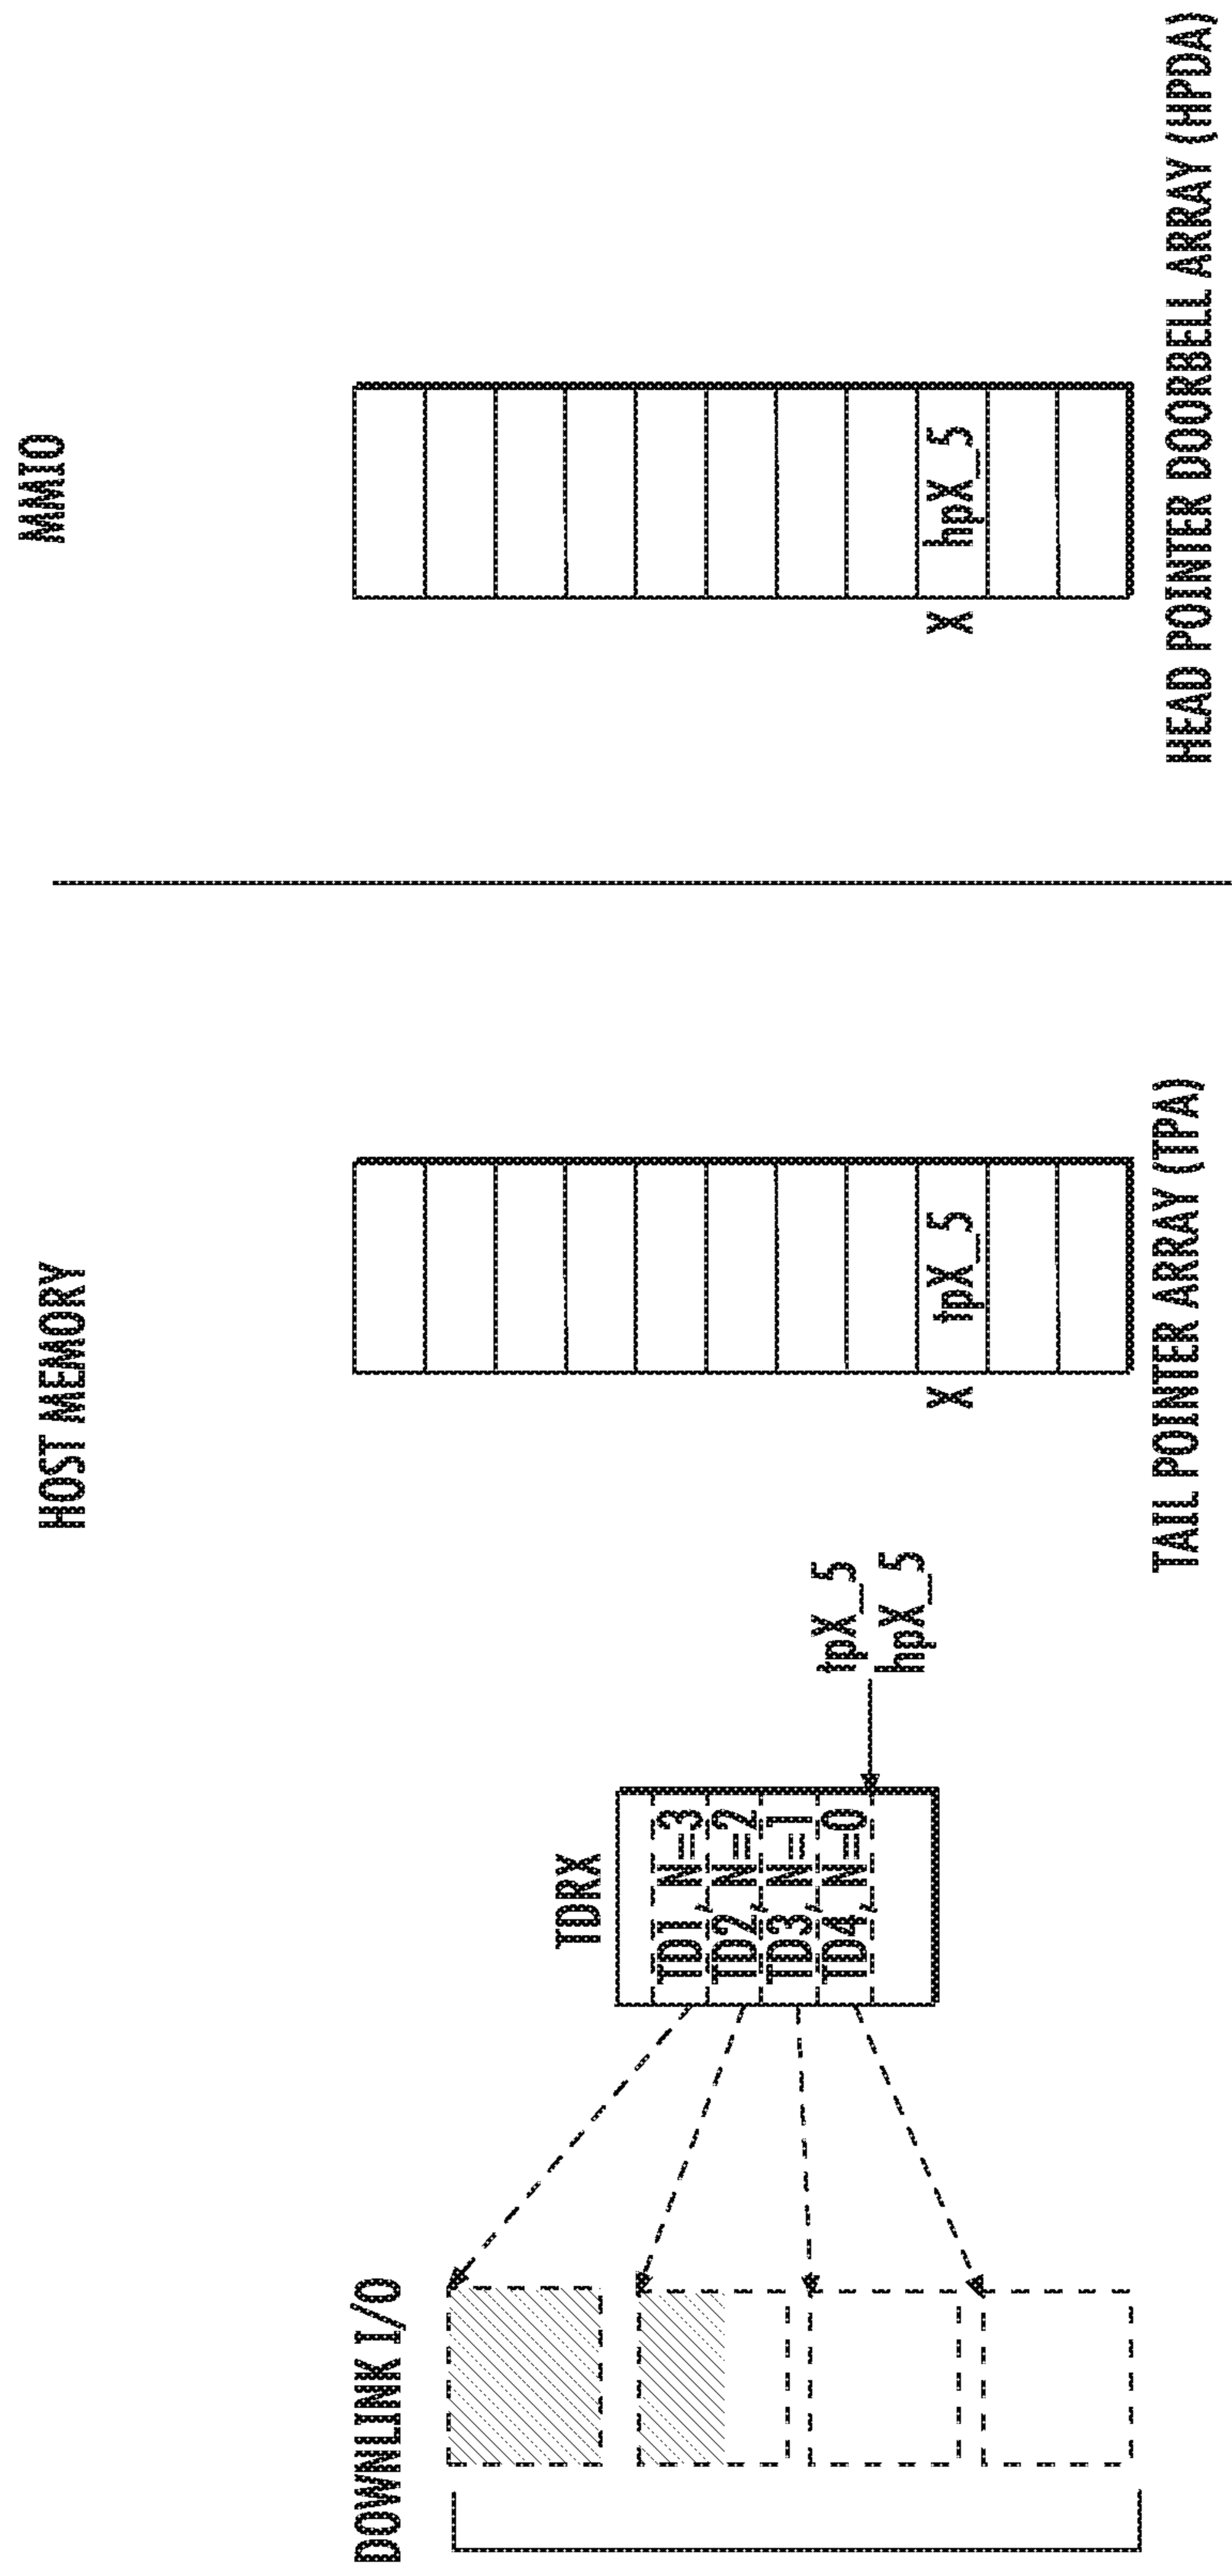 HOST MEMORY
MMIO
DOWNLINK I/O
TDRX
TD1, N=3
TD2, N=2
TD3, N=1
TD4, N=0
tpX_5
hpX_5
X
tpX_5
X
hpX_5
TAIL POINTER ARRAY (TPA)
HEAD POINTER DOORBELL ARRAY (HPDA)